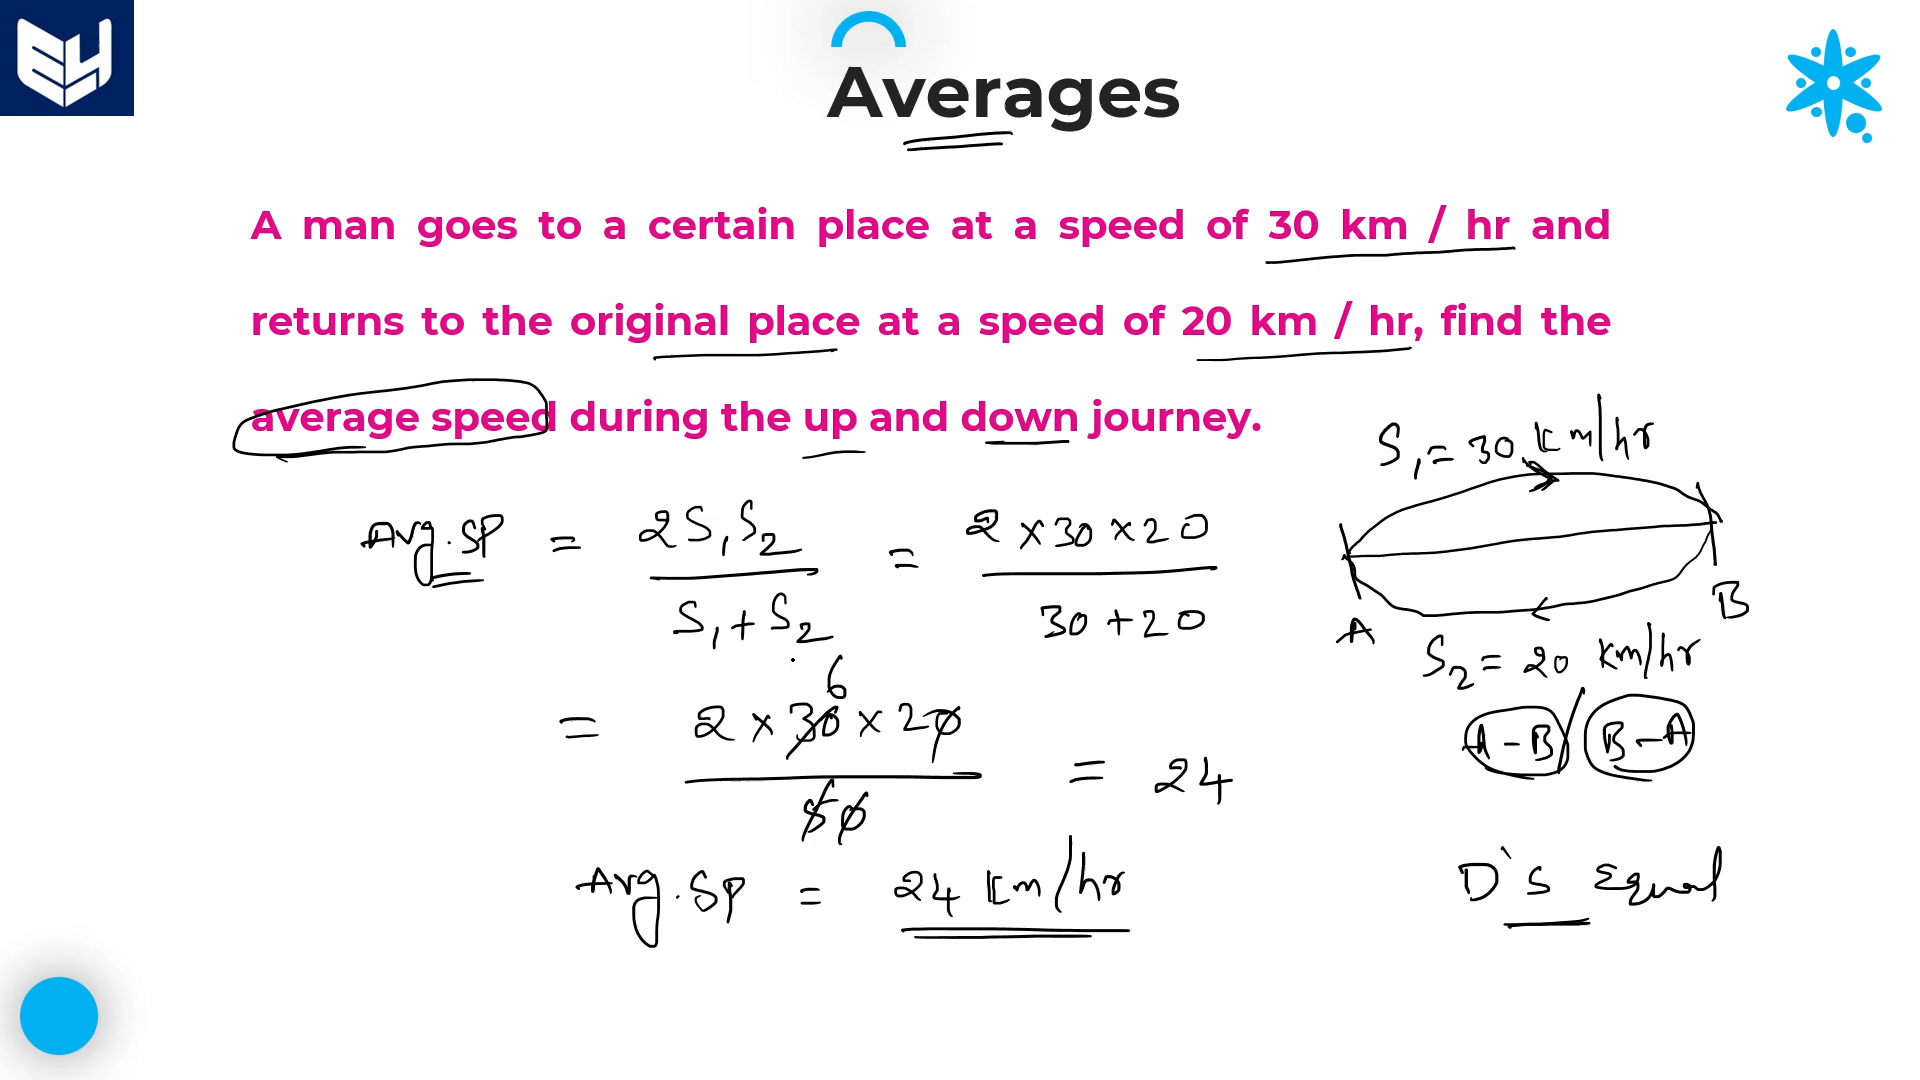 EY
Averages
A man goes to a certain place at a speed of 30 km / hr and
returns to the original place at a speed of 20 km / hr, find the
average speed during the up and down journey.
S₁ = 30 km/hr
Avg. SP = 2S₁S₂ / S₁+S₂ = 2 x 30 x 20 / 30 + 20
A B
S₂ = 20 km/hr
= 2 x 30 x 20 / 50 = 24
6
A-B / B-A
Avg. SP = 24 km/hr
D's Equal